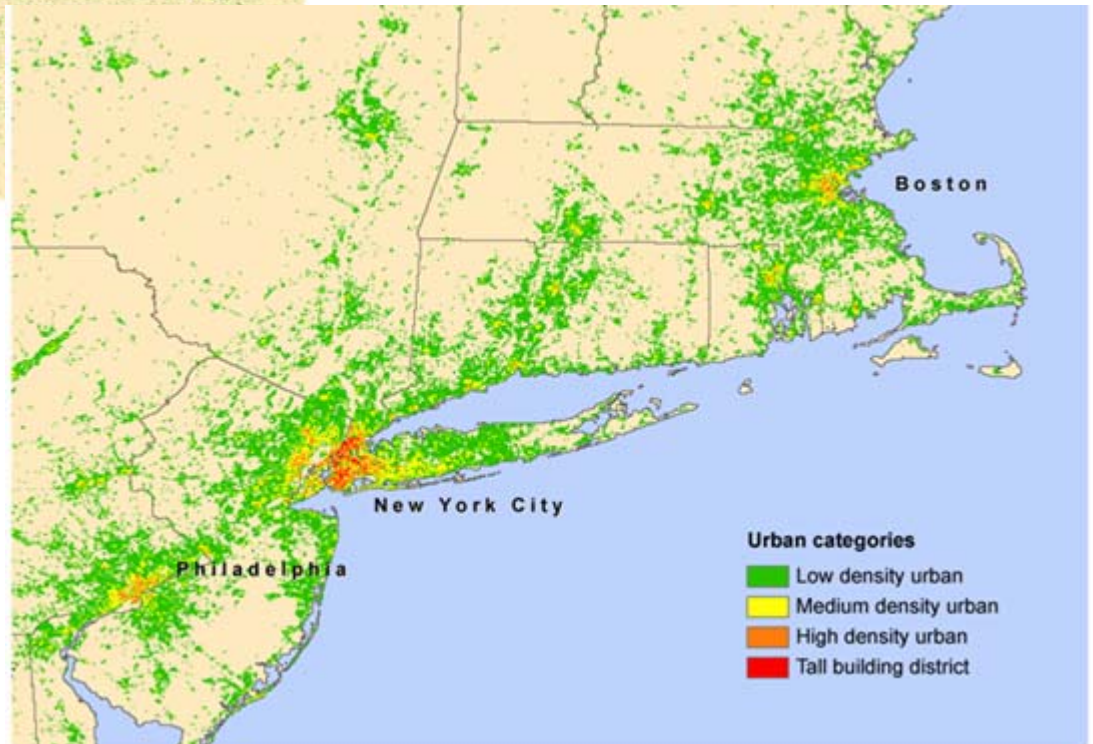 Boston
New York City
Philadelphia
Urban categories
Low density urban
Medium density urban
High density urban
Tall building district